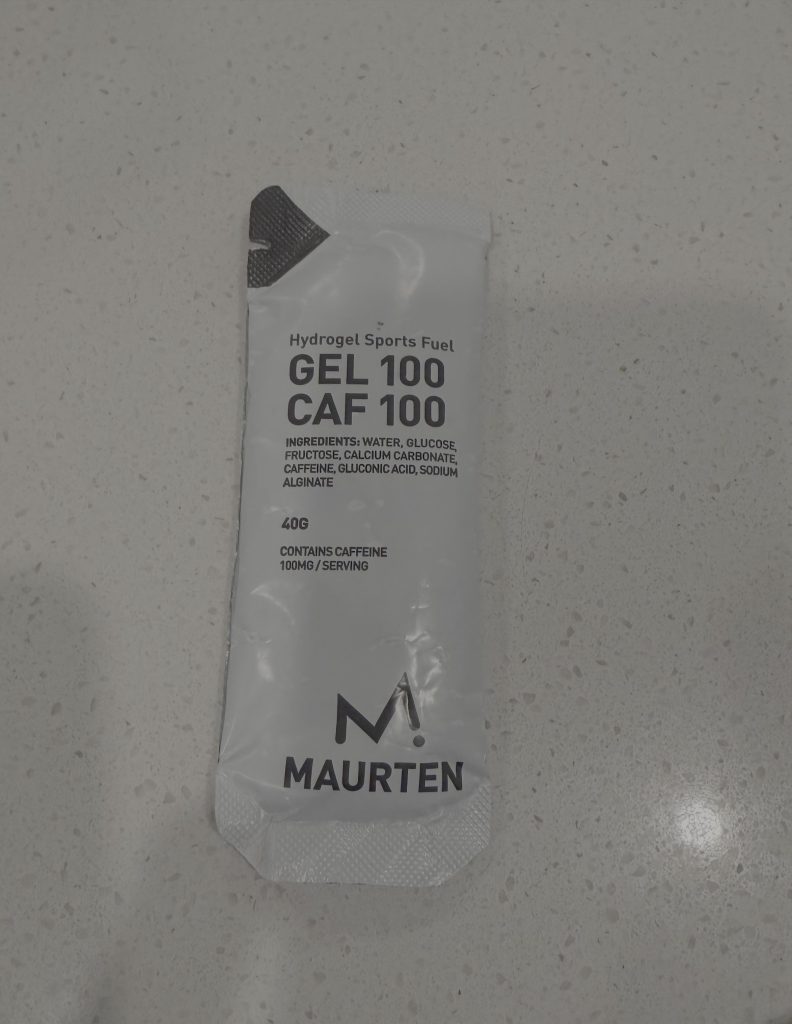 Hydrogel Sports Fuel
GEL 100
CAF 100
INGREDIENTS: WATER, GLUCOSE,
FRUCTOSE, CALCIUM CARBONATE,
CAFFEINE, GLUCONIC ACID, SODIUM
ALGINATE
40G
CONTAINS CAFFEINE
100MG / SERVING
MAURTEN